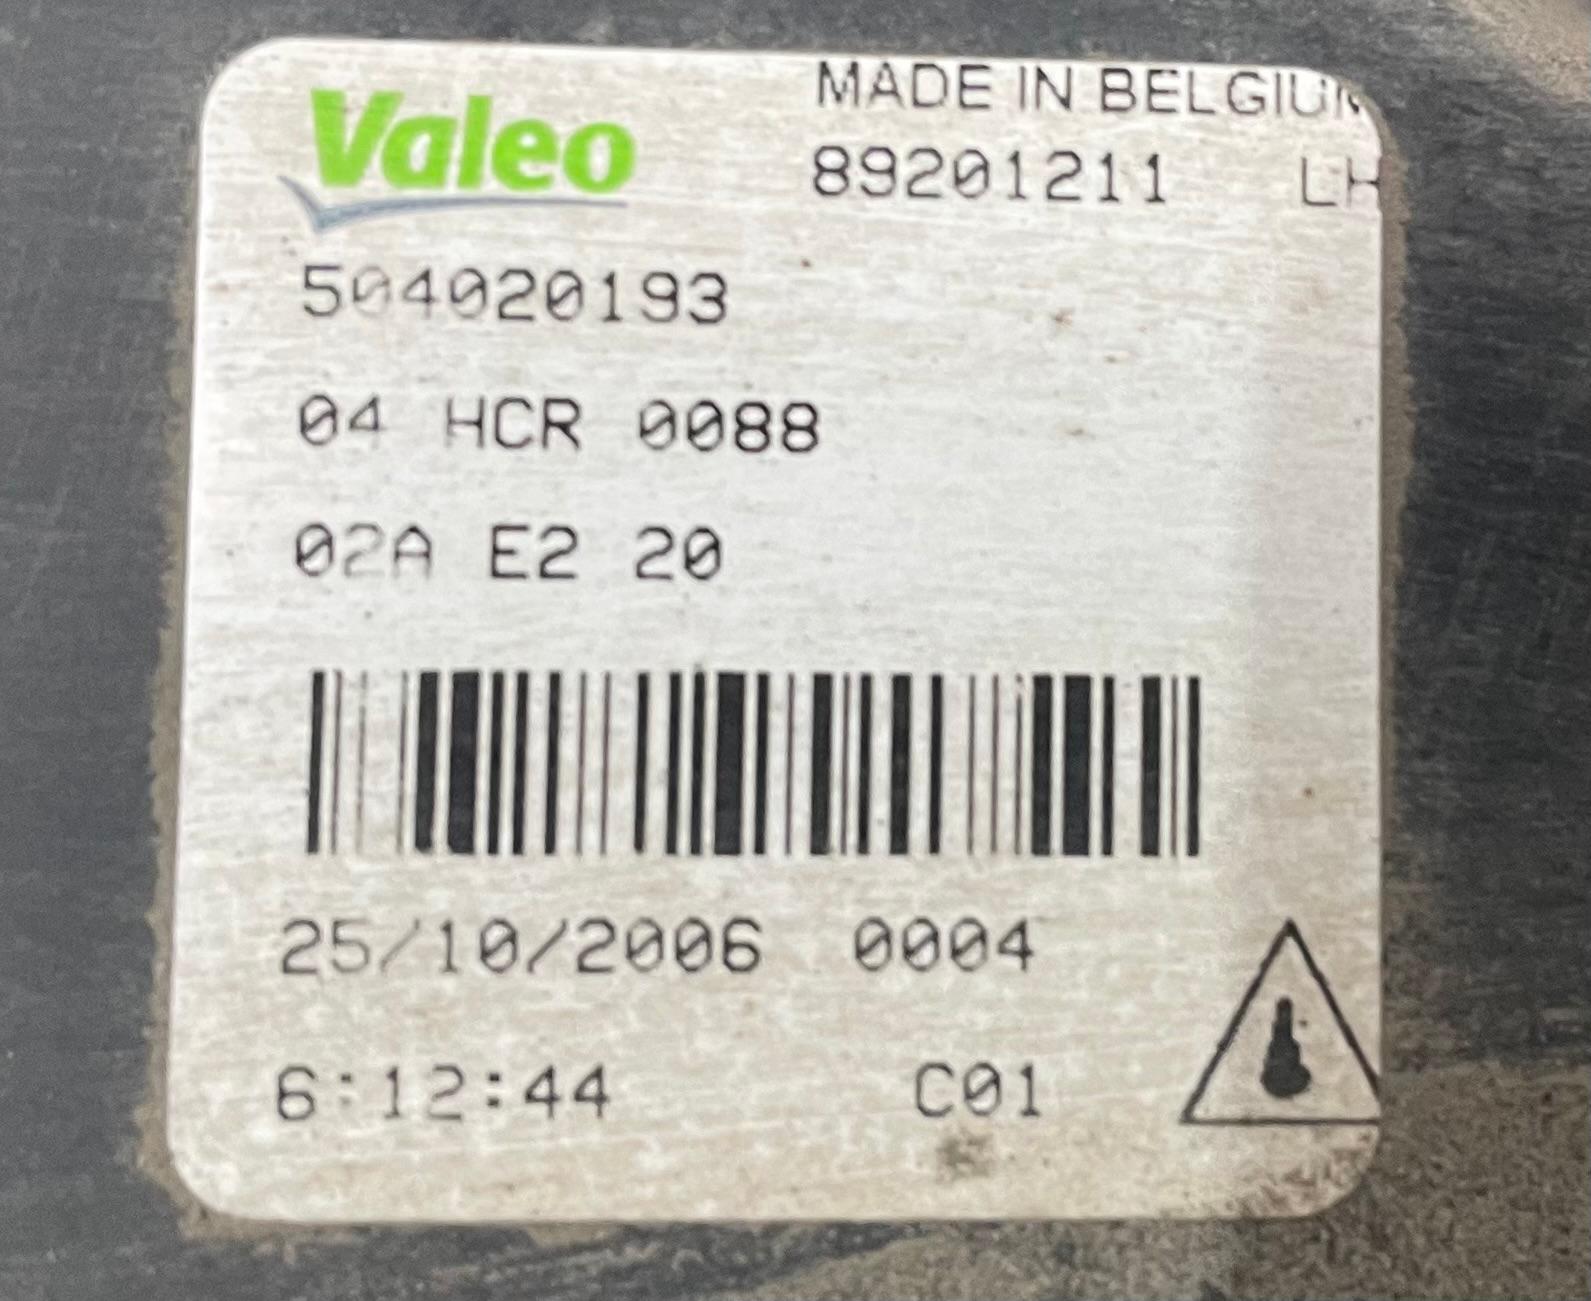 Valeo
MADE IN BELGIUM
89201211 LH
504020193
04 HCR 0088
02A E2 20
25/10/2006 0004
6:12:44 C01